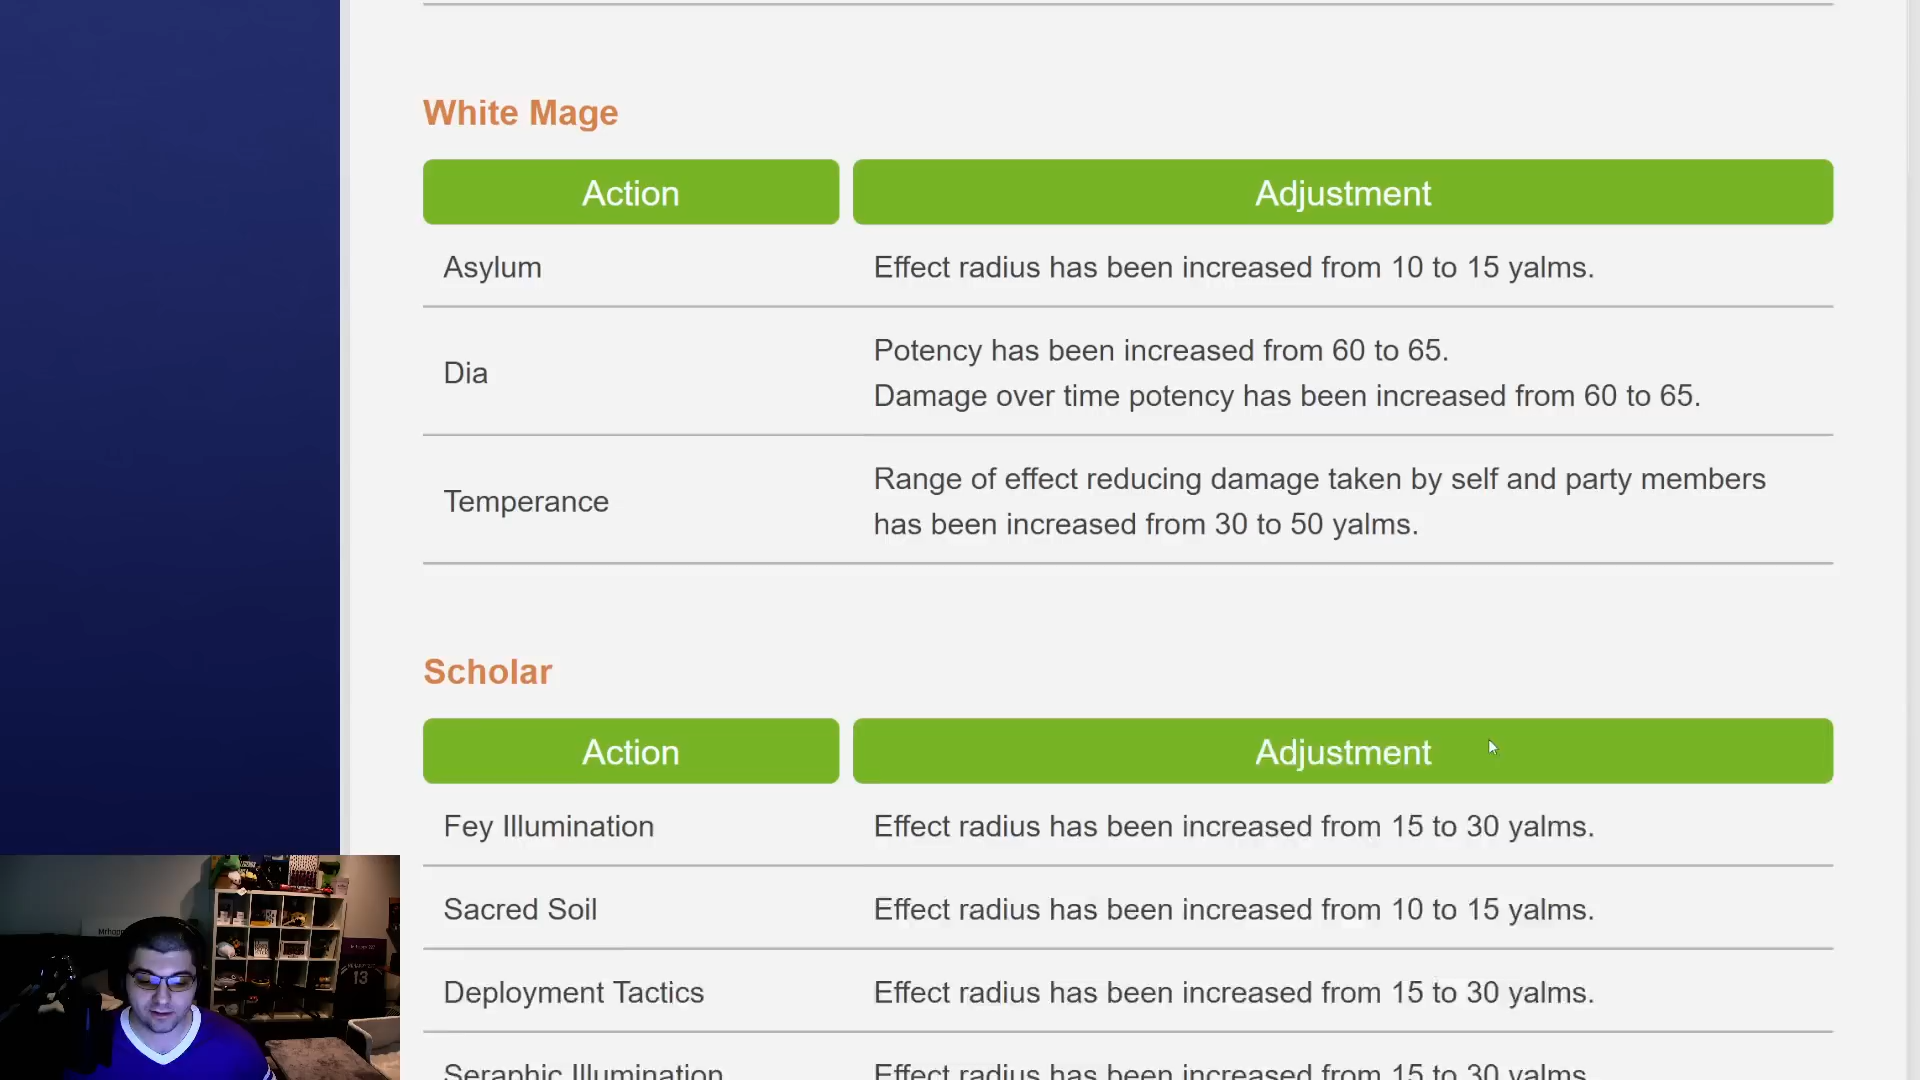 White Mage
Action Adjustment
Asylum Effect radius has been increased from 10 to 15 yalms.
Dia Potency has been increased from 60 to 65.
Damage over time potency has been increased from 60 to 65.
Temperance Range of effect reducing damage taken by self and party members
has been increased from 30 to 50 yalms.
Scholar
Action Adjustment
Fey Illumination Effect radius has been increased from 15 to 30 yalms.
Sacred Soil Effect radius has been increased from 10 to 15 yalms.
Deployment Tactics Effect radius has been increased from 15 to 30 yalms.
Seraphic Illumination Effect radius has been increased from 15 to 30 yalms.
13